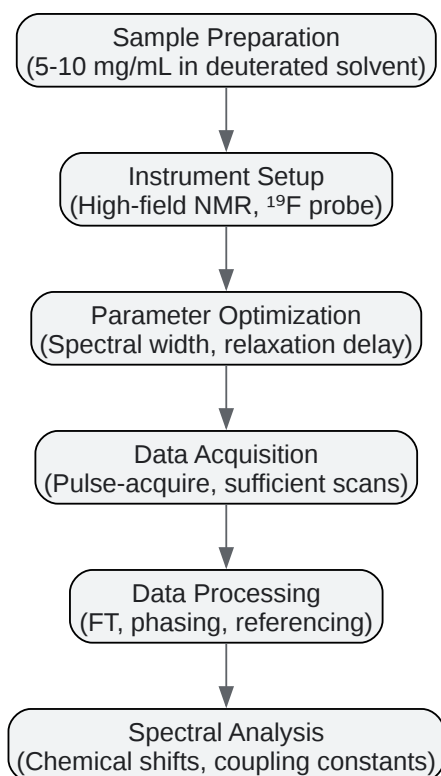 Sample Preparation
(5-10 mg/mL in deuterated solvent)
Instrument Setup
(High-field NMR, ¹⁹F probe)
Parameter Optimization
(Spectral width, relaxation delay)
Data Acquisition
(Pulse-acquire, sufficient scans)
Data Processing
(FT, phasing, referencing)
Spectral Analysis
(Chemical shifts, coupling constants)